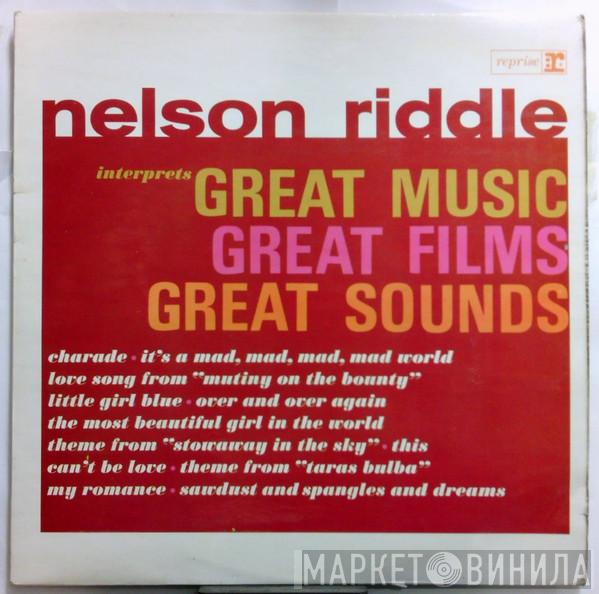 reprise
nelson riddle
interprets GREAT MUSIC
GREAT FILMS
GREAT SOUNDS
charade • it's a mad, mad, mad, mad world
love song from "mutiny on the bounty"
little girl blue • over and over again
the most beautiful girl in the world
theme from "stowaway in the sky" • this
can't be love • theme from "taras bulba"
my romance • sawdust and spangles and dreams
МАРКЕТ ВИНИЛА